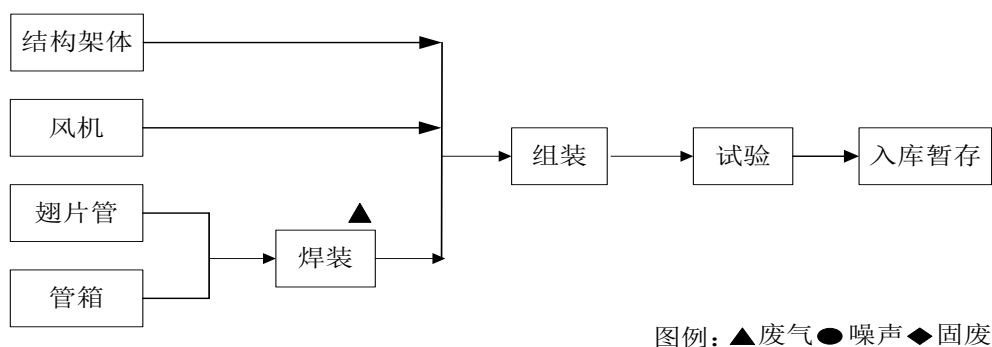 结构架体
风机
组装
试验
入库暂存
翅片管
焊装
管箱
图例：▲废气●噪声◆固废